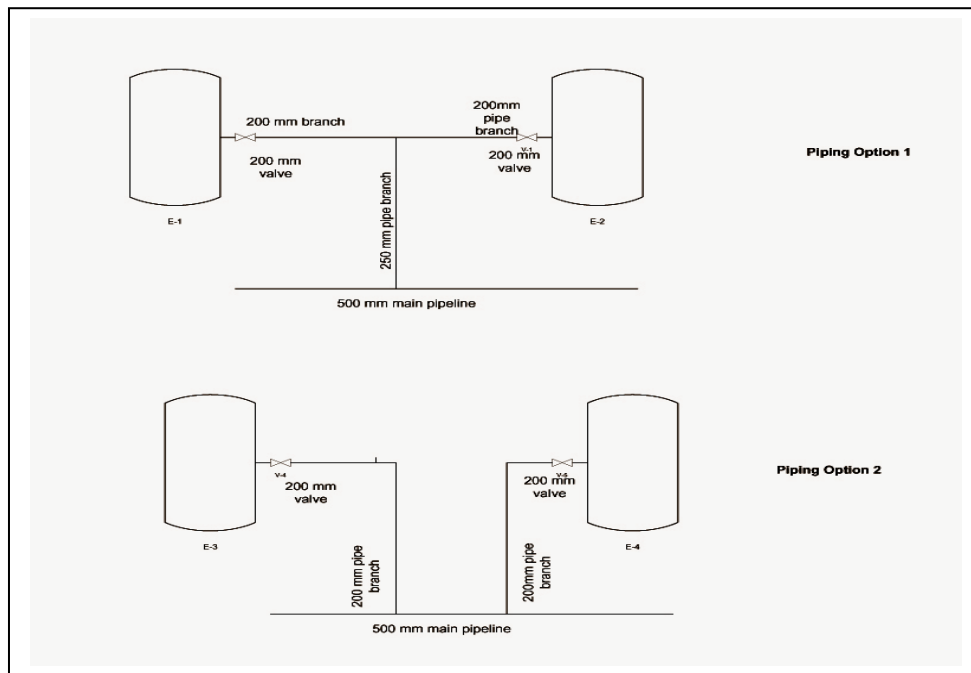 200 mm branch
200mm
pipe
branch
V-1
200 mm
valve
200 mm
valve
Piping Option 1
E-1
E-2
250 mm pipe branch
500 mm main pipeline
V-4
200 mm
valve
V-5
200 mm
valve
Piping Option 2
E-3
E-4
200 mm pipe
branch
200mm pipe
branch
500 mm main pipeline